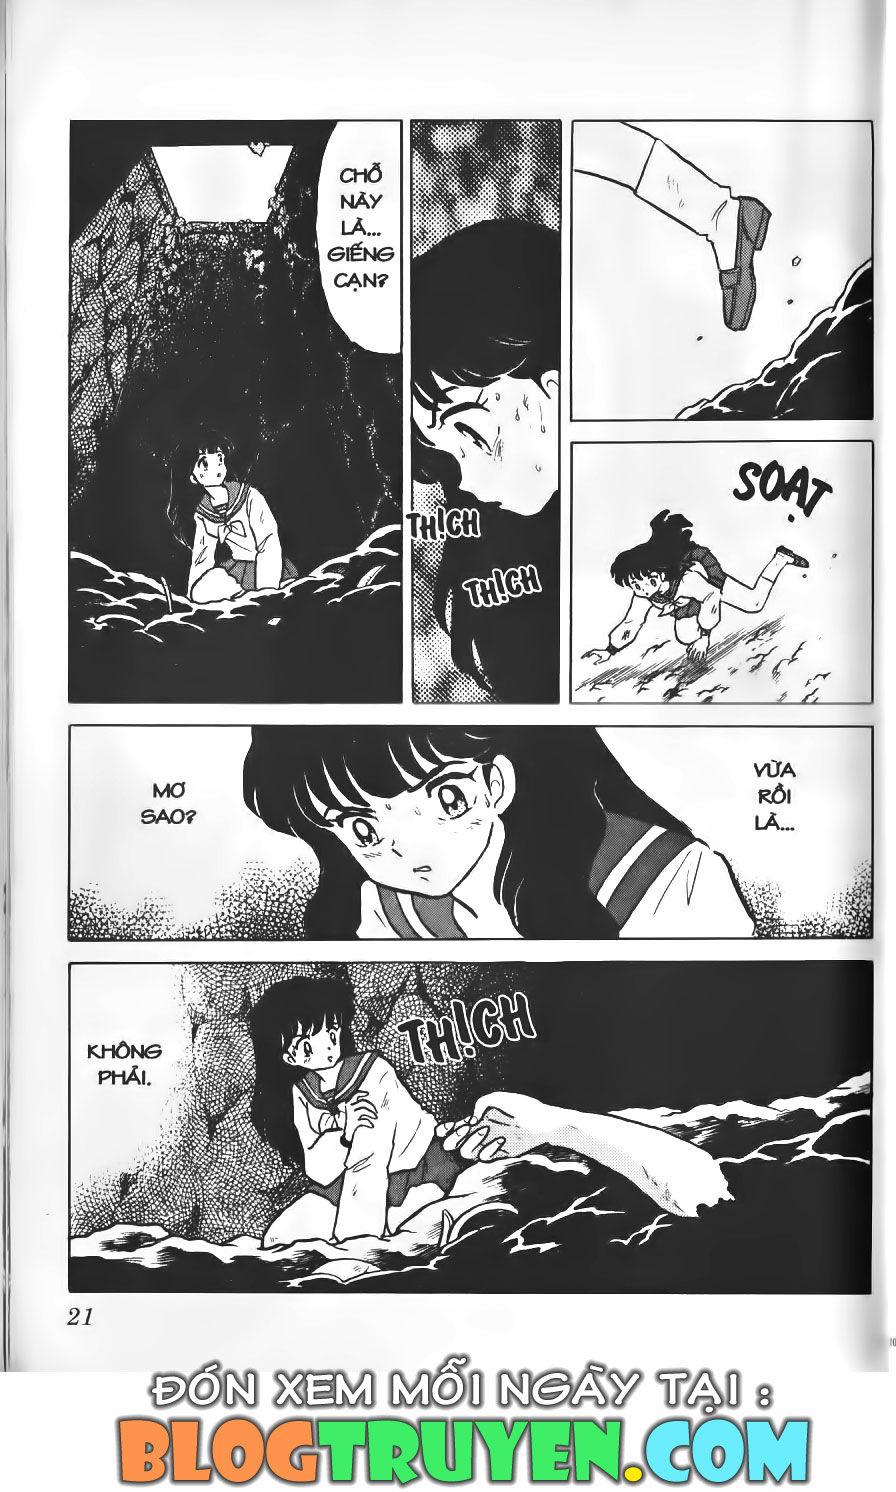 SOẠT
THỊCH
THỊCH
CHỖ
NÀY
LÀ...
GIẾNG
CẠN?
VỪA
RỒI
LÀ...
MƠ
SAO?
THỊCH
KHÔNG
PHẢI.
21
ĐÓN XEM MỖI NGÀY TẠI :
BLOGTRUYEN.COM